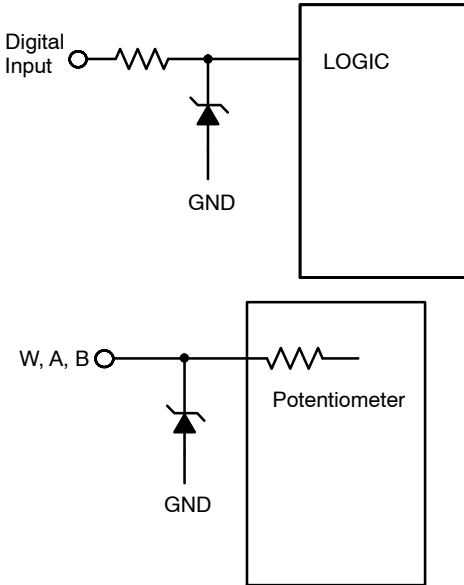 Digital
Input
LOGIC
GND
W, A, B
Potentiometer
GND